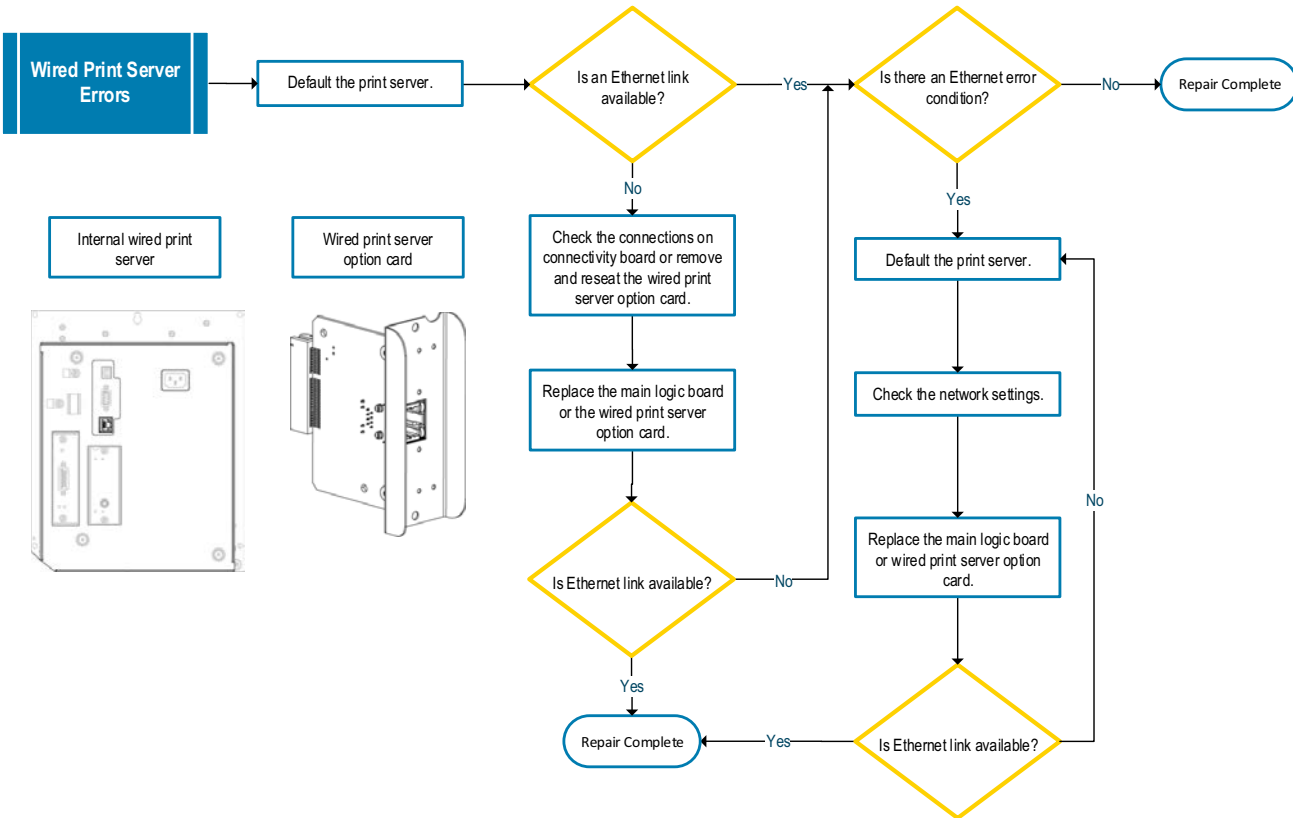 Wired Print Server
Errors
Default the print server.
Is an Ethernet link
available?
Yes
Is there an Ethernet error
condition?
No
Repair Complete
No
Yes
Internal wired print
server
Wired print server
option card
Check the connections on
connectivity board or remove
and reseat the wired print
server option card.
Default the print server.
Replace the main logic board
or the wired print server
option card.
Check the network settings.
No
Replace the main logic board
or wired print server option
card.
Is Ethernet link available?
No
Yes
Repair Complete
Yes
Is Ethernet link available?